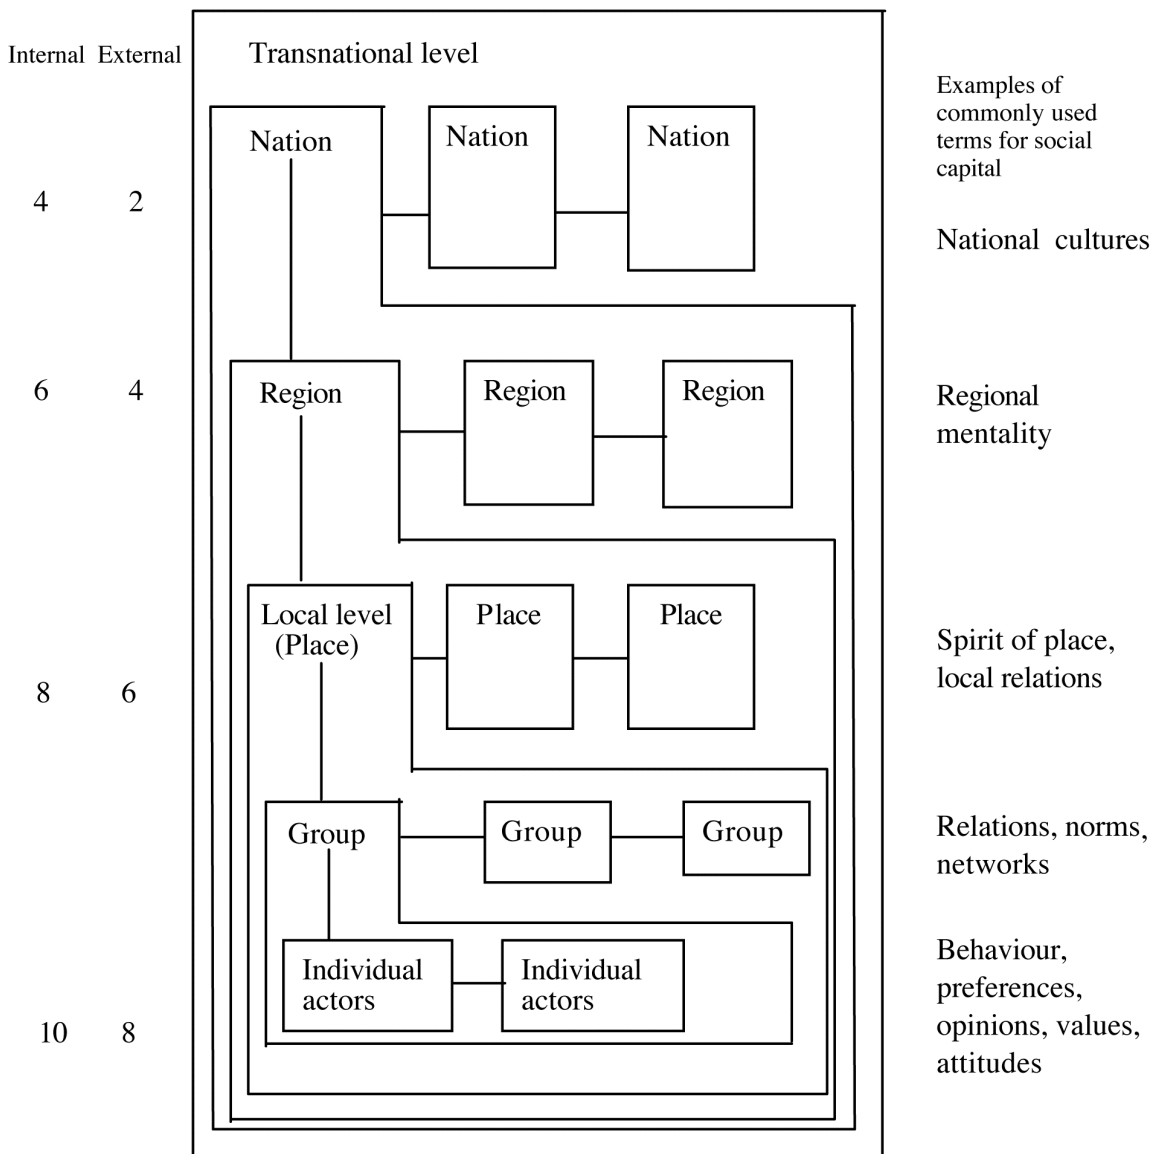 Internal External
Transnational level
Examples of
commonly used
terms for social
capital
Nation
Nation
Nation
4 2
National cultures
Region
Region
Region
6 4
Regional
mentality
Local level
(Place)
Place
Place
8 6
Spirit of place,
local relations
Group
Group
Group
Relations, norms,
networks
Individual
actors
Individual
actors
10 8
Behaviour,
preferences,
opinions, values,
attitudes